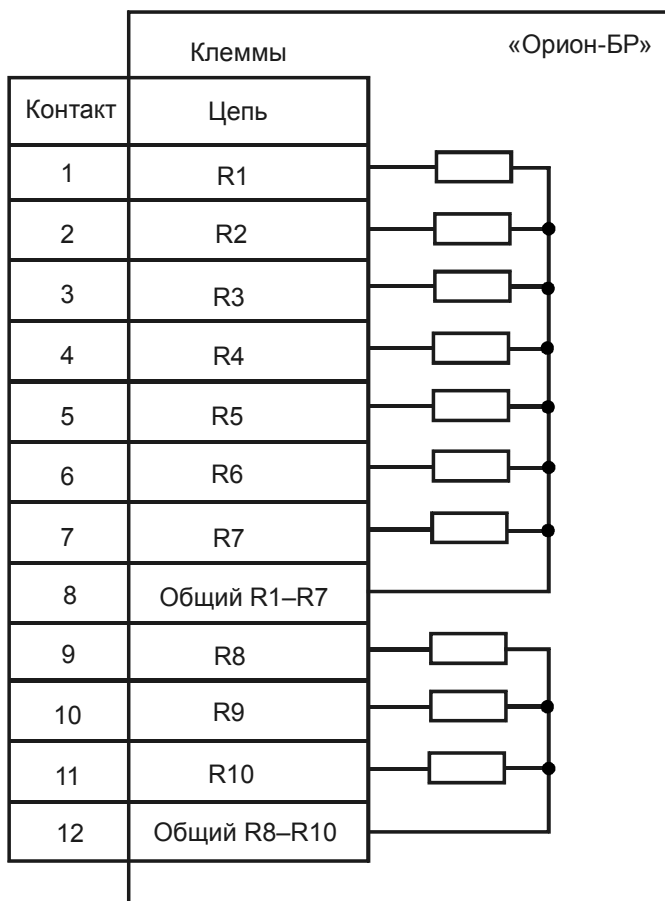 Клеммы «Орион-БР»
Контакт Цепь
1 R1
2 R2
3 R3
4 R4
5 R5
6 R6
7 R7
8 Общий R1–R7
9 R8
10 R9
11 R10
12 Общий R8–R10